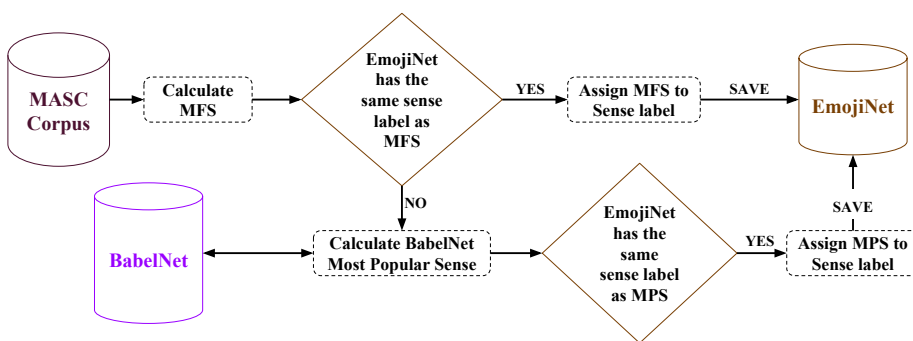 MASC
Corpus
Calculate
MFS
EmojiNet
has the
same sense
label as
MFS
YES
Assign MFS to
Sense label
SAVE
EmojiNet
NO
BabelNet
Calculate BabelNet
Most Popular Sense
EmojiNet
has the
same
sense label
as MPS
YES
Assign MPS to
Sense label
SAVE